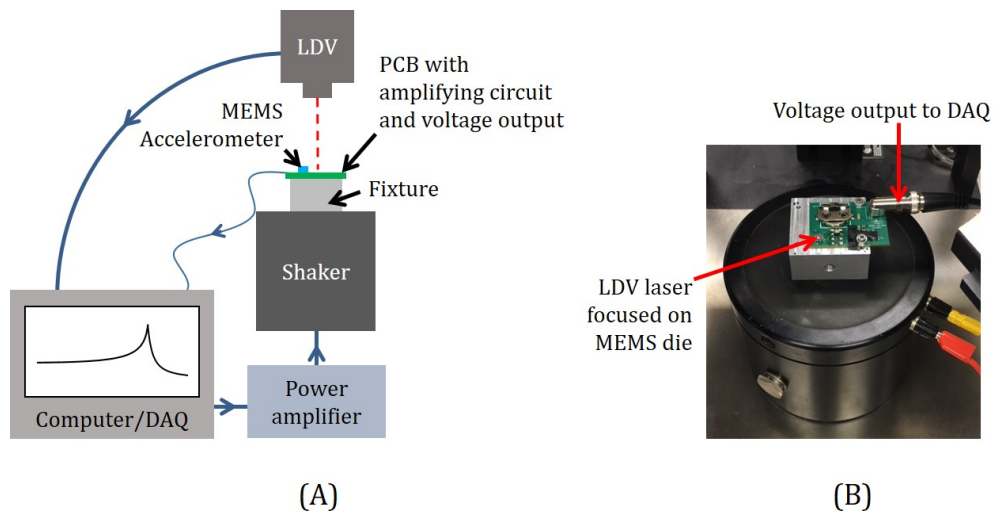 LDV
PCB with
amplifying circuit
and voltage output
MEMS
Accelerometer
Fixture
Shaker
Computer/DAQ
Power
amplifier
(A)
Voltage output to DAQ
LDV laser
focused on
MEMS die
(B)